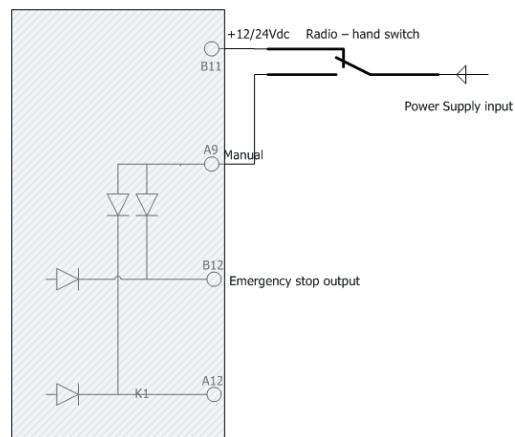 +12/24Vdc Radio – hand switch
B11
Power Supply input
A9
Manual
B12
Emergency stop output
A12
K1